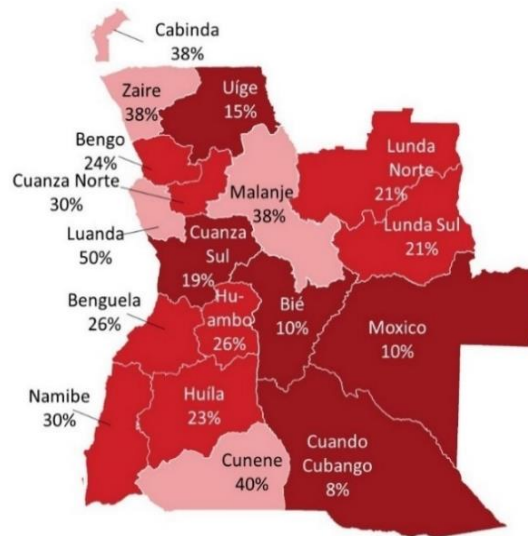 Cabinda
38%
Zaire
38%
Uíge
15%
Bengo
24%
Cuanza Norte
30%
Luanda
50%
Malanje
38%
Lunda
Norte
21%
Lunda Sul
21%
Cuanza
Sul
19%
Benguela
26%
Hu-
ambo
26%
Bié
10%
Moxico
10%
Namibe
30%
Huíla
23%
Cunene
40%
Cuando
Cubango
8%